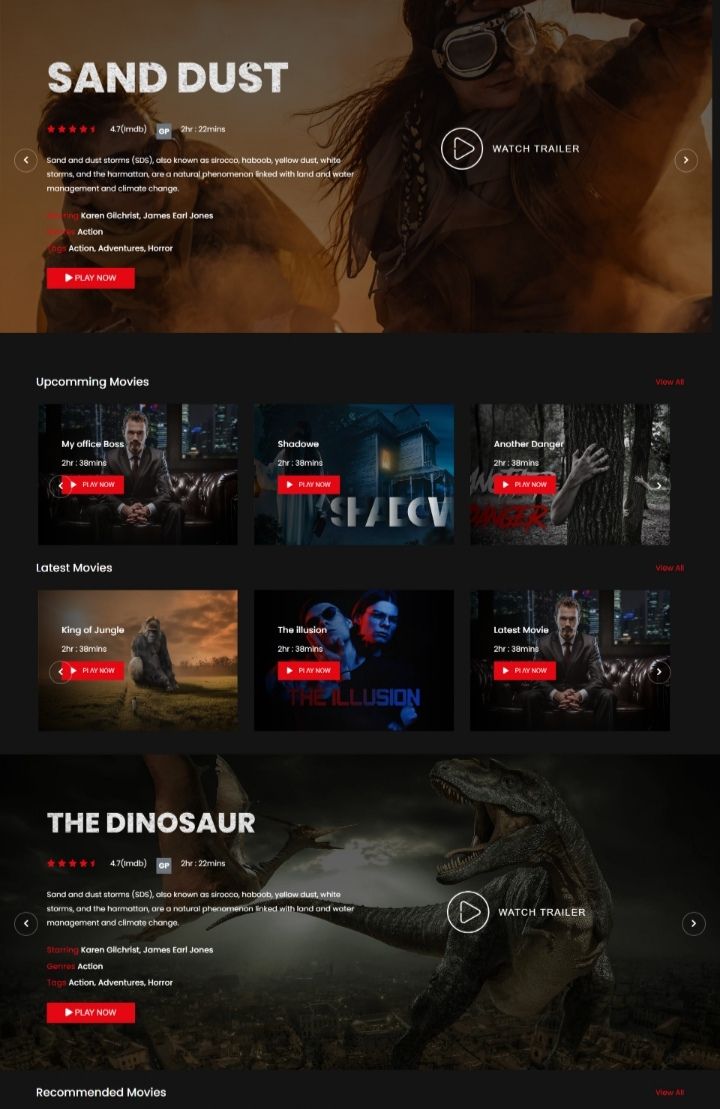 SAND DUST
4.7(Imdb) GP 2hr : 22mins
WATCH TRAILER
Sand and dust storms (SDS), also known as sirocco, haboob, yellow dust, white
storms, and the harmattan, are a natural phenomenon linked with land and water
management and climate change.
Starring Karen Gilchrist, James Earl Jones
Genres Action
Tags Action, Adventures, Horror
PLAY NOW
Upcomming Movies View All
My office Boss
2hr : 38mins
PLAY NOW
Shadowe
2hr : 38mins
PLAY NOW
SHADOW
Another Danger
2hr : 38mins
PLAY NOW
ANOTHER
DANGER
Latest Movies View All
King of Jungle
2hr : 38mins
PLAY NOW
The illusion
2hr : 38mins
PLAY NOW
THE ILLUSION
Latest Movie
2hr : 38mins
PLAY NOW
THE DINOSAUR
4.7(Imdb) GP 2hr : 22mins
Sand and dust storms (SDS), also known as sirocco, haboob, yellow dust, white
storms, and the harmattan, are a natural phenomenon linked with land and water
management and climate change.
WATCH TRAILER
Starring Karen Gilchrist, James Earl Jones
Genres Action
Tags Action, Adventures, Horror
PLAY NOW
Recommended Movies View All